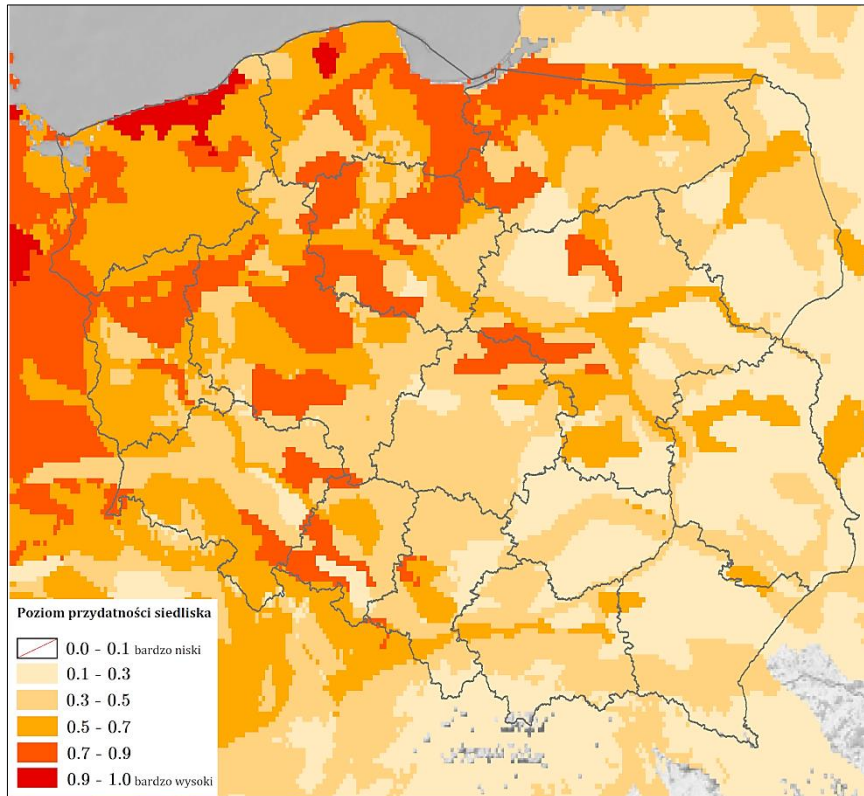 Poziom przydatności siedliska
0.0 - 0.1 bardzo niski
0.1 - 0.3
0.3 - 0.5
0.5 - 0.7
0.7 - 0.9
0.9 - 1.0 bardzo wysoki